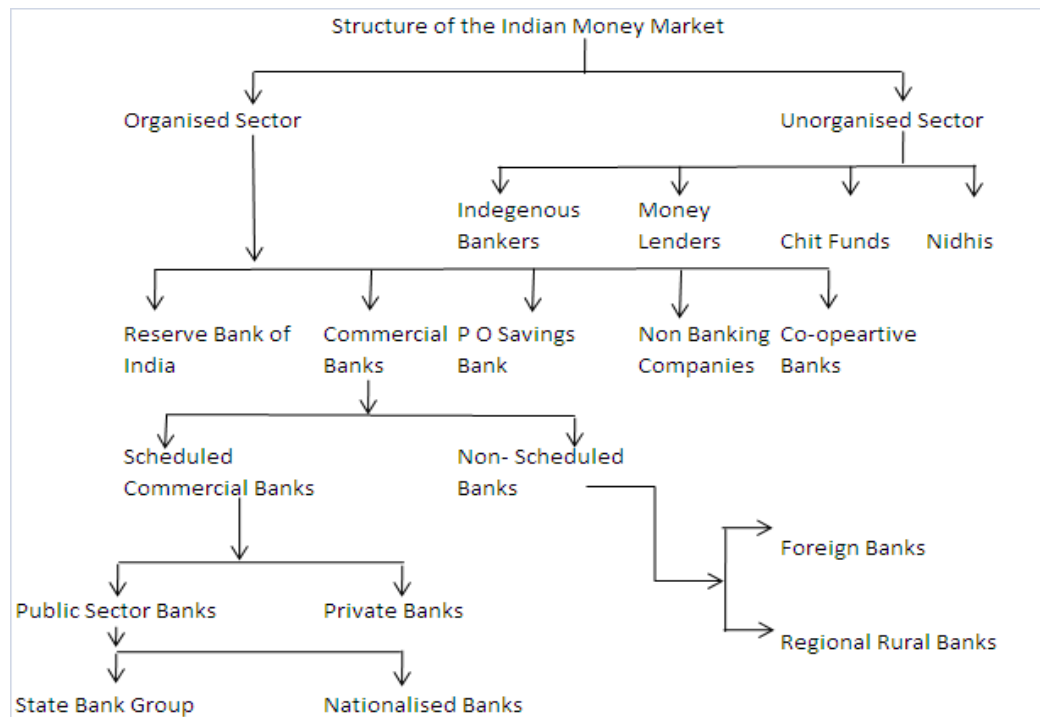 Structure of the Indian Money Market
Organised Sector
Unorganised Sector
Indegenous
Bankers
Money
Lenders
Chit Funds
Nidhis
Reserve Bank of
India
Commercial
Banks
P O Savings
Bank
Non Banking
Companies
Co-opeartive
Banks
Scheduled
Commercial Banks
Non- Scheduled
Banks
Foreign Banks
Regional Rural Banks
Public Sector Banks
Private Banks
State Bank Group
Nationalised Banks